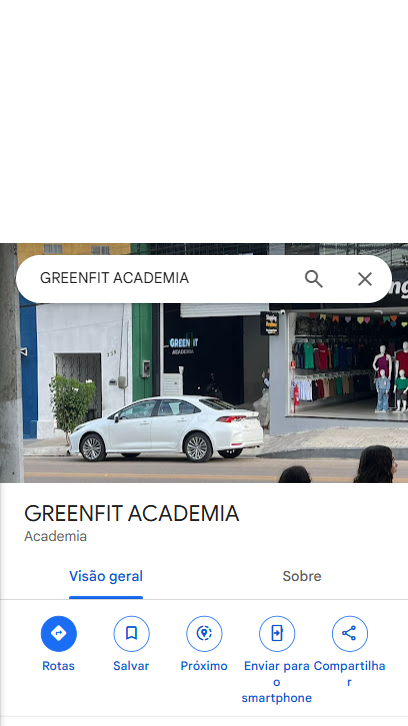 GREENFIT ACADEMIA
GREENFIT
ACADEMIA
GREENFIT ACADEMIA
Academia
Visão geral
Sobre
Rotas
Salvar
Próximo
Enviar para o smartphone
Compartilhar